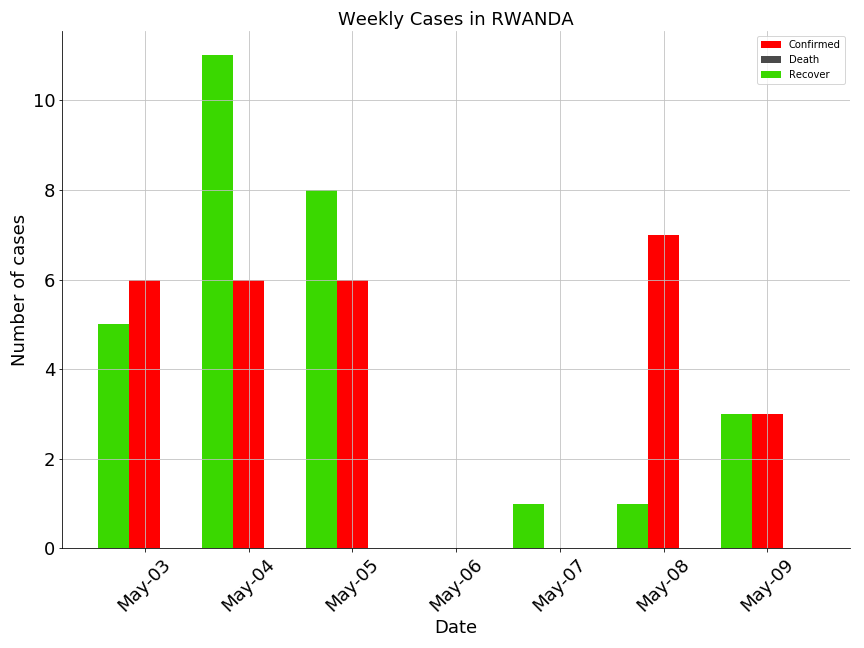 Weekly Cases in RWANDA
Confirmed
Death
Recover
Number of cases
10
8
6
4
2
0
May-03
May-04
May-05
May-06
May-07
May-08
May-09
Date